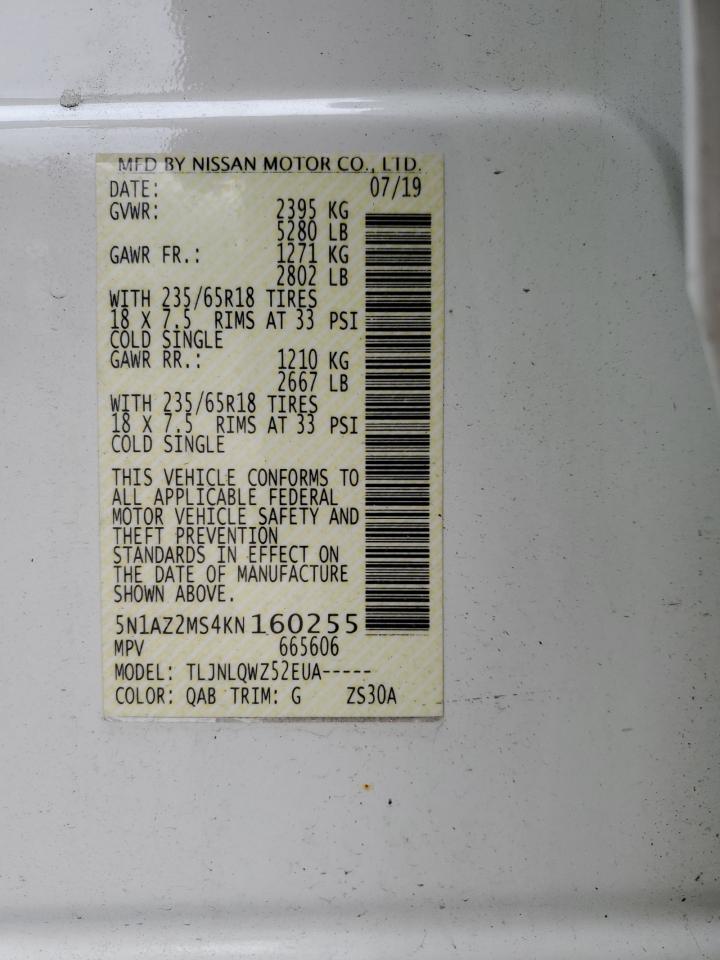 MFD BY NISSAN MOTOR CO., LTD.
DATE: 07/19
GVWR: 2395 KG
5280 LB
GAWR FR.: 1271 KG
2802 LB
WITH 235/65R18 TIRES
18 X 7.5 RIMS AT 33 PSI
COLD SINGLE
GAWR RR.: 1210 KG
2667 LB
WITH 235/65R18 TIRES
18 X 7.5 RIMS AT 33 PSI
COLD SINGLE
THIS VEHICLE CONFORMS TO
ALL APPLICABLE FEDERAL
MOTOR VEHICLE SAFETY AND
THEFT PREVENTION
STANDARDS IN EFFECT ON
THE DATE OF MANUFACTURE
SHOWN ABOVE.
5N1AZ2MS4KN160255
MPV 665606
MODEL: TLJNLQWZ52EUA-----
COLOR: QAB TRIM: G ZS30A